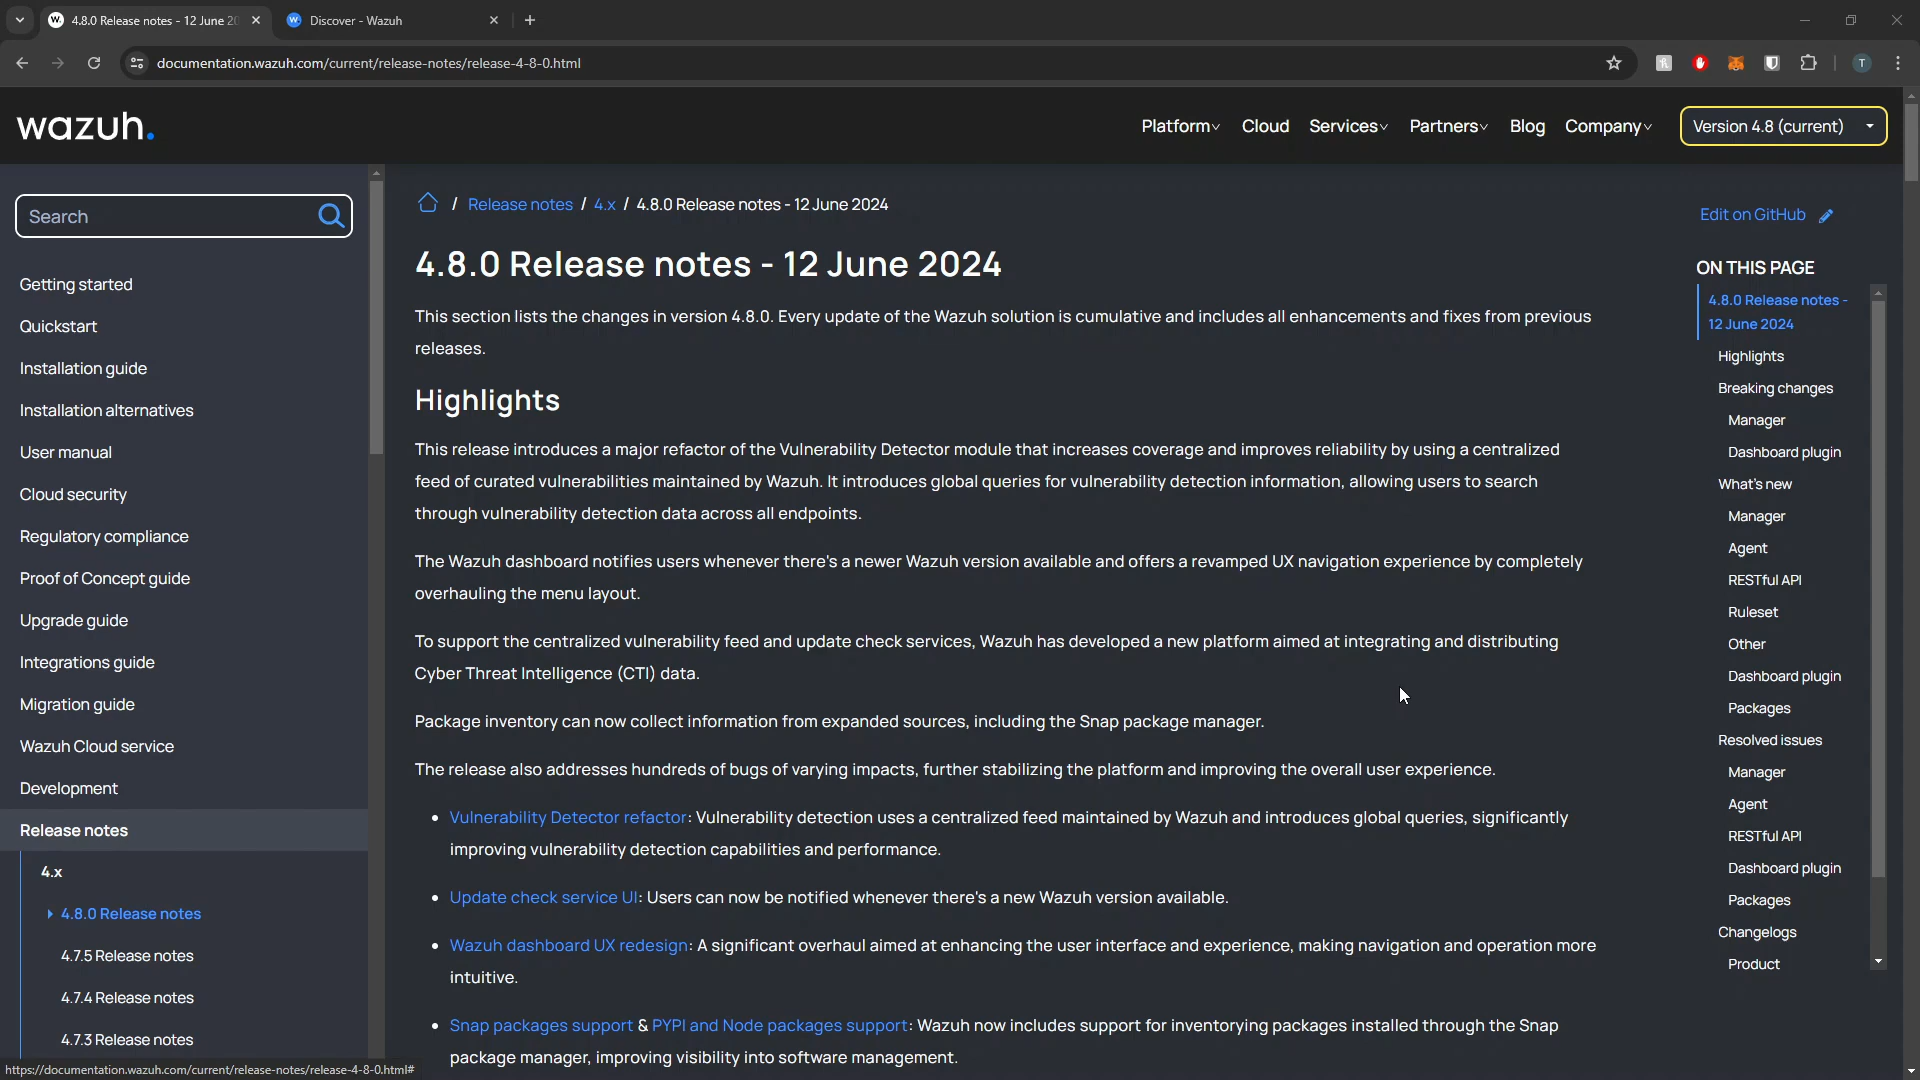 4.8.0 Release notes - 12 June 20
Discover - Wazuh
documentation.wazuh.com/current/release-notes/release-4-8-0.html
T
wazuh.
Platform
Cloud
Services
Partners
Blog
Company
Version 4.8 (current)
Search
Getting started
Quickstart
Installation guide
Installation alternatives
User manual
Cloud security
Regulatory compliance
Proof of Concept guide
Upgrade guide
Integrations guide
Migration guide
Wazuh Cloud service
Development
Release notes
4.x
4.8.0 Release notes
4.7.5 Release notes
4.7.4 Release notes
4.7.3 Release notes
/ Release notes / 4.x / 4.8.0 Release notes - 12 June 2024
4.8.0 Release notes - 12 June 2024
This section lists the changes in version 4.8.0. Every update of the Wazuh solution is cumulative and includes all enhancements and fixes from previous
releases.
Highlights
This release introduces a major refactor of the Vulnerability Detector module that increases coverage and improves reliability by using a centralized
feed of curated vulnerabilities maintained by Wazuh. It introduces global queries for vulnerability detection information, allowing users to search
through vulnerability detection data across all endpoints.
The Wazuh dashboard notifies users whenever there's a newer Wazuh version available and offers a revamped UX navigation experience by completely
overhauling the menu layout.
To support the centralized vulnerability feed and update check services, Wazuh has developed a new platform aimed at integrating and distributing
Cyber Threat Intelligence (CTI) data.
Package inventory can now collect information from expanded sources, including the Snap package manager.
The release also addresses hundreds of bugs of varying impacts, further stabilizing the platform and improving the overall user experience.
• Vulnerability Detector refactor: Vulnerability detection uses a centralized feed maintained by Wazuh and introduces global queries, significantly
improving vulnerability detection capabilities and performance.
• Update check service UI: Users can now be notified whenever there's a new Wazuh version available.
• Wazuh dashboard UX redesign: A significant overhaul aimed at enhancing the user interface and experience, making navigation and operation more
intuitive.
• Snap packages support & PYPI and Node packages support: Wazuh now includes support for inventorying packages installed through the Snap
package manager, improving visibility into software management.
Edit on GitHub
ON THIS PAGE
4.8.0 Release notes -
12 June 2024
Highlights
Breaking changes
Manager
Dashboard plugin
What's new
Manager
Agent
RESTful API
Ruleset
Other
Dashboard plugin
Packages
Resolved issues
Manager
Agent
RESTful API
Dashboard plugin
Packages
Changelogs
Product
https://documentation.wazuh.com/current/release-notes/release-4-8-0.html#